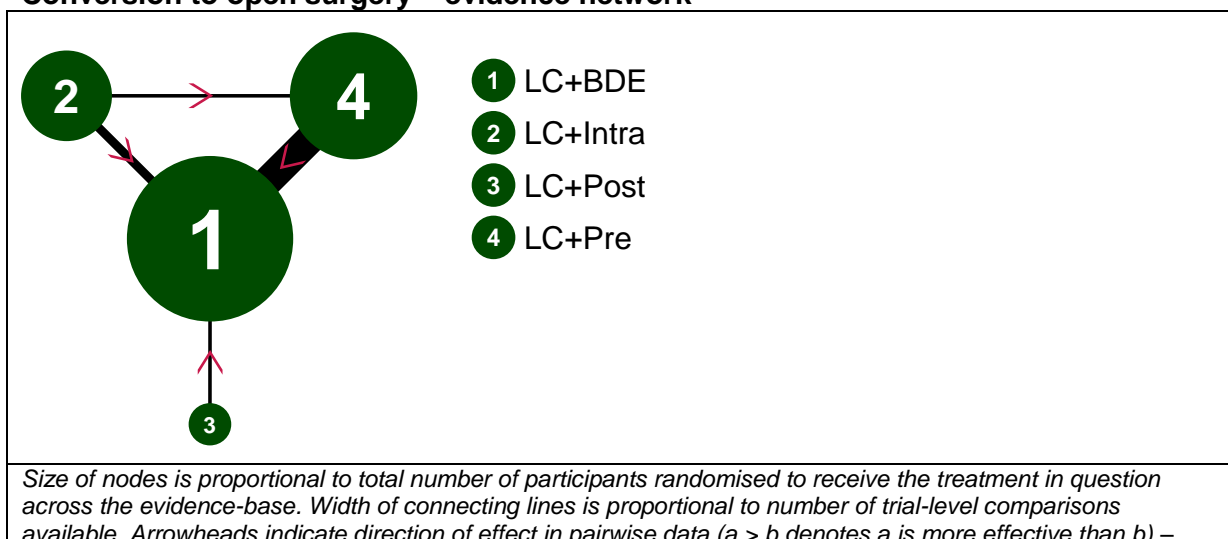 Conversion to open surgery – evidence network
2
4
1
3
1 LC+BDE
2 LC+Intra
3 LC+Post
4 LC+Pre
Size of nodes is proportional to total number of participants randomised to receive the treatment in question
across the evidence-base. Width of connecting lines is proportional to number of trial-level comparisons
available. Arrowheads indicate direction of effect in pairwise data (a > b denotes a is more effective than b) –